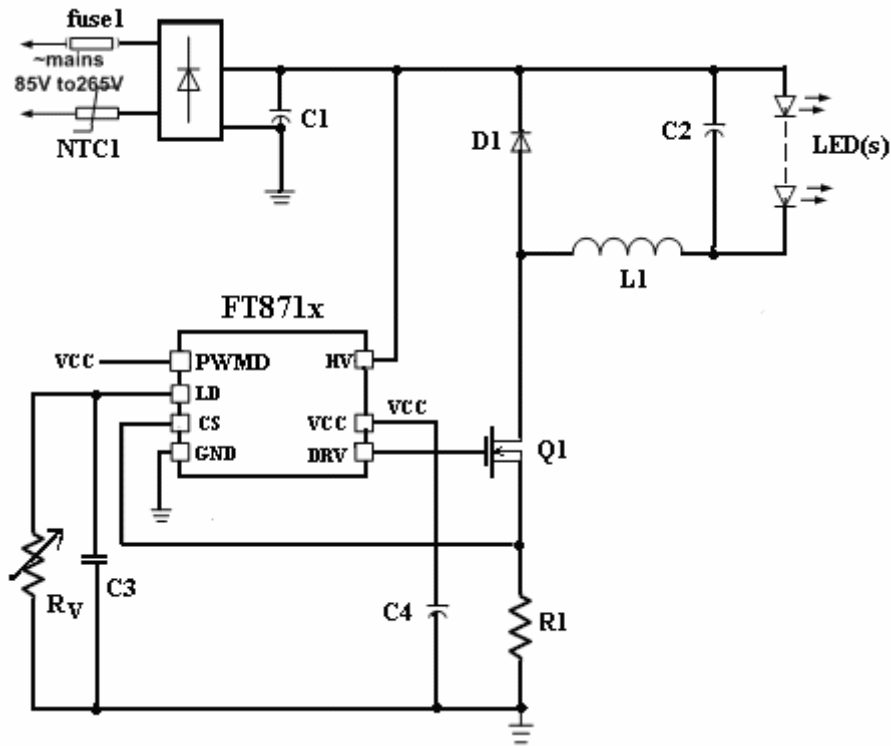 fuse1
~mains
85V to265V
NTC1
C1
D1
C2
LED(s)
L1
FT871x
VCC
PWMD
HV
LD
CS
VCC
VCC
GND
DRV
Q1
RV
C3
C4
R1